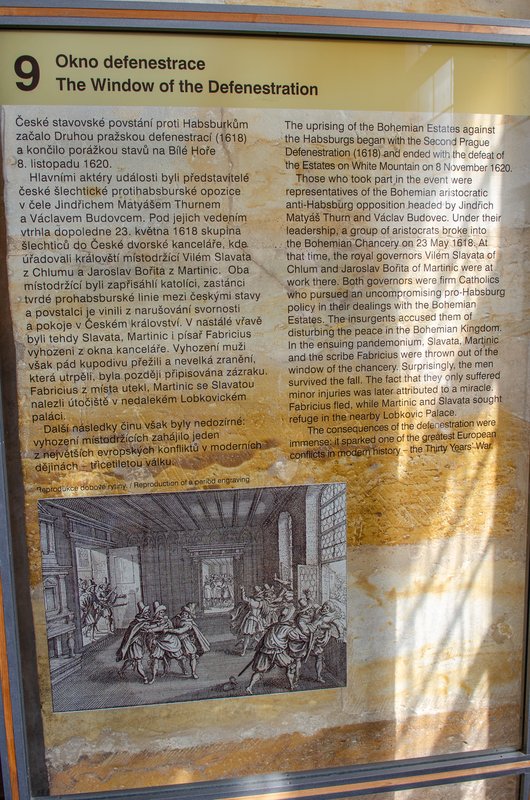 9
Okno defenestrace
The Window of the Defenestration
České stavovské povstání proti Habsburkům
začalo Druhou pražskou defenestrací (1618)
a končilo porážkou stavů na Bílé Hoře
8. listopadu 1620.
Hlavními aktéry události byli představitelé
české šlechtické protihabsburské opozice
v čele Jindřichem Matyášem Thurnem
a Václavem Budovcem. Pod jejich vedením
vtrhla dopoledne 23. května 1618 skupina
šlechticů do České dvorské kanceláře, kde
úřadovali královští místodržící Vilém Slavata
z Chlumu a Jaroslav Bořita z Martinic. Oba
místodržící byli zapřisáhlí katolíci, zastánci
tvrdé prohabsburské linie mezi českými stavy
a povstalci je vinili z narušování svornosti
a pokoje v Českém království. V nastálé vřavě
byli tehdy Slavata, Martinic i písař Fabricius
vyhozeni z okna kanceláře. Vyhození muži
však pád kupodivu přežili a nevelká zranění,
která utrpěli, byla později připisována zázraku.
Fabricius z místa utekl, Martinic se Slavatou
nalezli útočiště v nedalekém Lobkovickém
paláci.
Další následky činu však byly nedozírné:
vyhození místodržících zahájilo jeden
z největších evropských konfliktů v moderních
dějinách – třicetiletou válku.
The uprising of the Bohemian Estates against
the Habsburgs began with the Second Prague
Defenestration (1618) and ended with the defeat of
the Estates on White Mountain on 8 November 1620.
Those who took part in the event were
representatives of the Bohemian aristocratic
anti-Habsburg opposition headed by Jindřich
Matyáš Thurn and Václav Budovec. Under their
leadership, a group of aristocrats broke into
the Bohemian Chancery on 23 May 1618. At
that time, the royal governors Vilém Slavata of
Chlum and Jaroslav Bořita of Martinic were at
work there. Both governors were firm Catholics
who pursued an uncompromising pro-Habsburg
policy in their dealings with the Bohemian
Estates. The insurgents accused them of
disturbing the peace in the Bohemian Kingdom.
In the ensuing pandemonium, Slavata, Martinic
and the scribe Fabricius were thrown out of the
window of the chancery. Surprisingly, the men
survived the fall. The fact that they only suffered
minor injuries was later attributed to a miracle.
Fabricius fled, while Martinic and Slavata sought
refuge in the nearby Lobkovic Palace.
The consequences of the defenestration were
immense: it sparked one of the greatest European
conflicts in modern history – the Thirty Years' War.
Reprodukce dobové rytiny / Reproduction of a period engraving